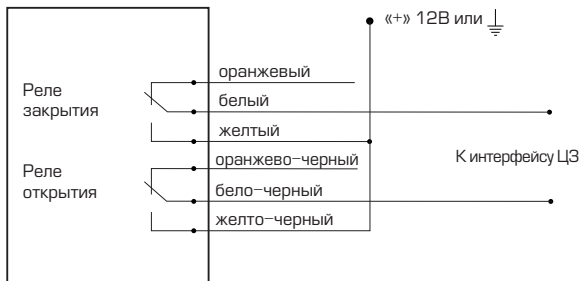 «+» 12В или
оранжевый
Реле
закрытия
белый
желтый
оранжево-черный
К интерфейсу ЦЗ
Реле
открытия
бело-черный
желто-черный